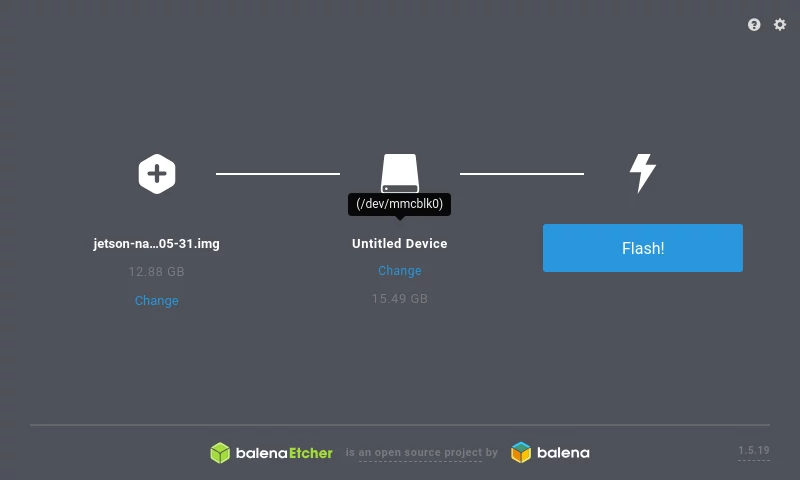 (/dev/mmcblk0)
jetson-na...05-31.img
Untitled Device
Flash!
12.88 GB
Change
Change
15.49 GB
balenaEtcher is an open source project by balena
1.5.19